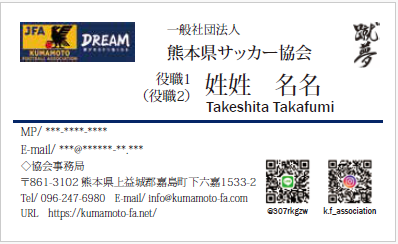 JFA
KUMAMOTO
FOOTBALL ASSOCIATION
DREAM
一般社団法人
熊本県サッカー協会
蹴夢
役職1
(役職2)
姓姓 名名
Takeshita Takafumi
MP/ ***-****-****
E-mail/ ***@******-**.***
◇協会事務局
〒861-3102 熊本県上益城郡嘉島町下六嘉1533-2
Tel/ 096-247-6980 E-mail/ info@kumamoto-fa.com
URL https://kumamoto-fa.net/
@307rkgzw
k.f_association